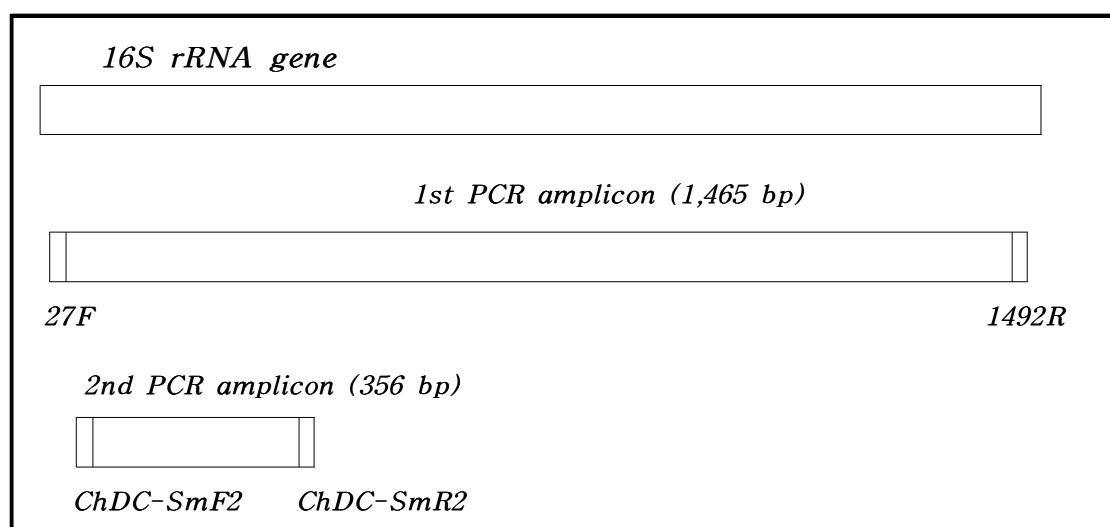 16S rRNA gene
1st PCR amplicon (1,465 bp)
27F 1492R
2nd PCR amplicon (356 bp)
ChDC-SmF2 ChDC-SmR2